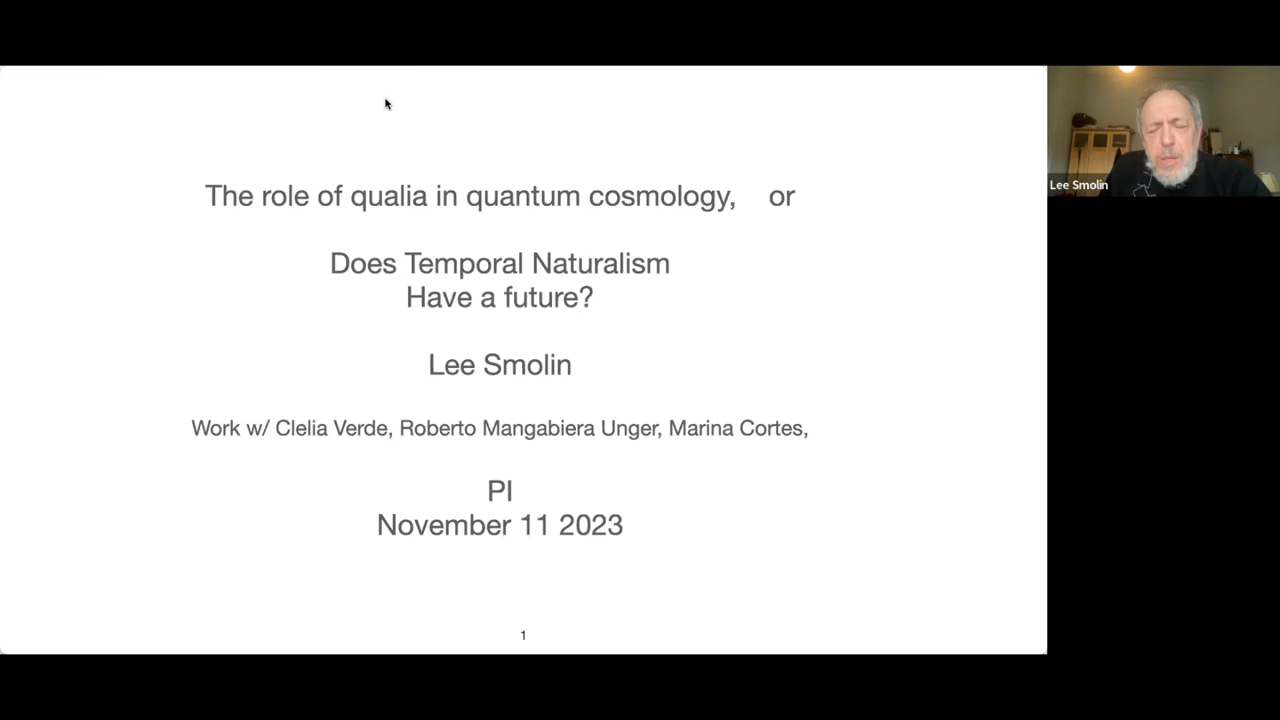 The role of qualia in quantum cosmology, or
Does Temporal Naturalism
Have a future?
Lee Smolin
Work w/ Clelia Verde, Roberto Mangabiera Unger, Marina Cortes,
PI
November 11 2023
1
Lee Smolin